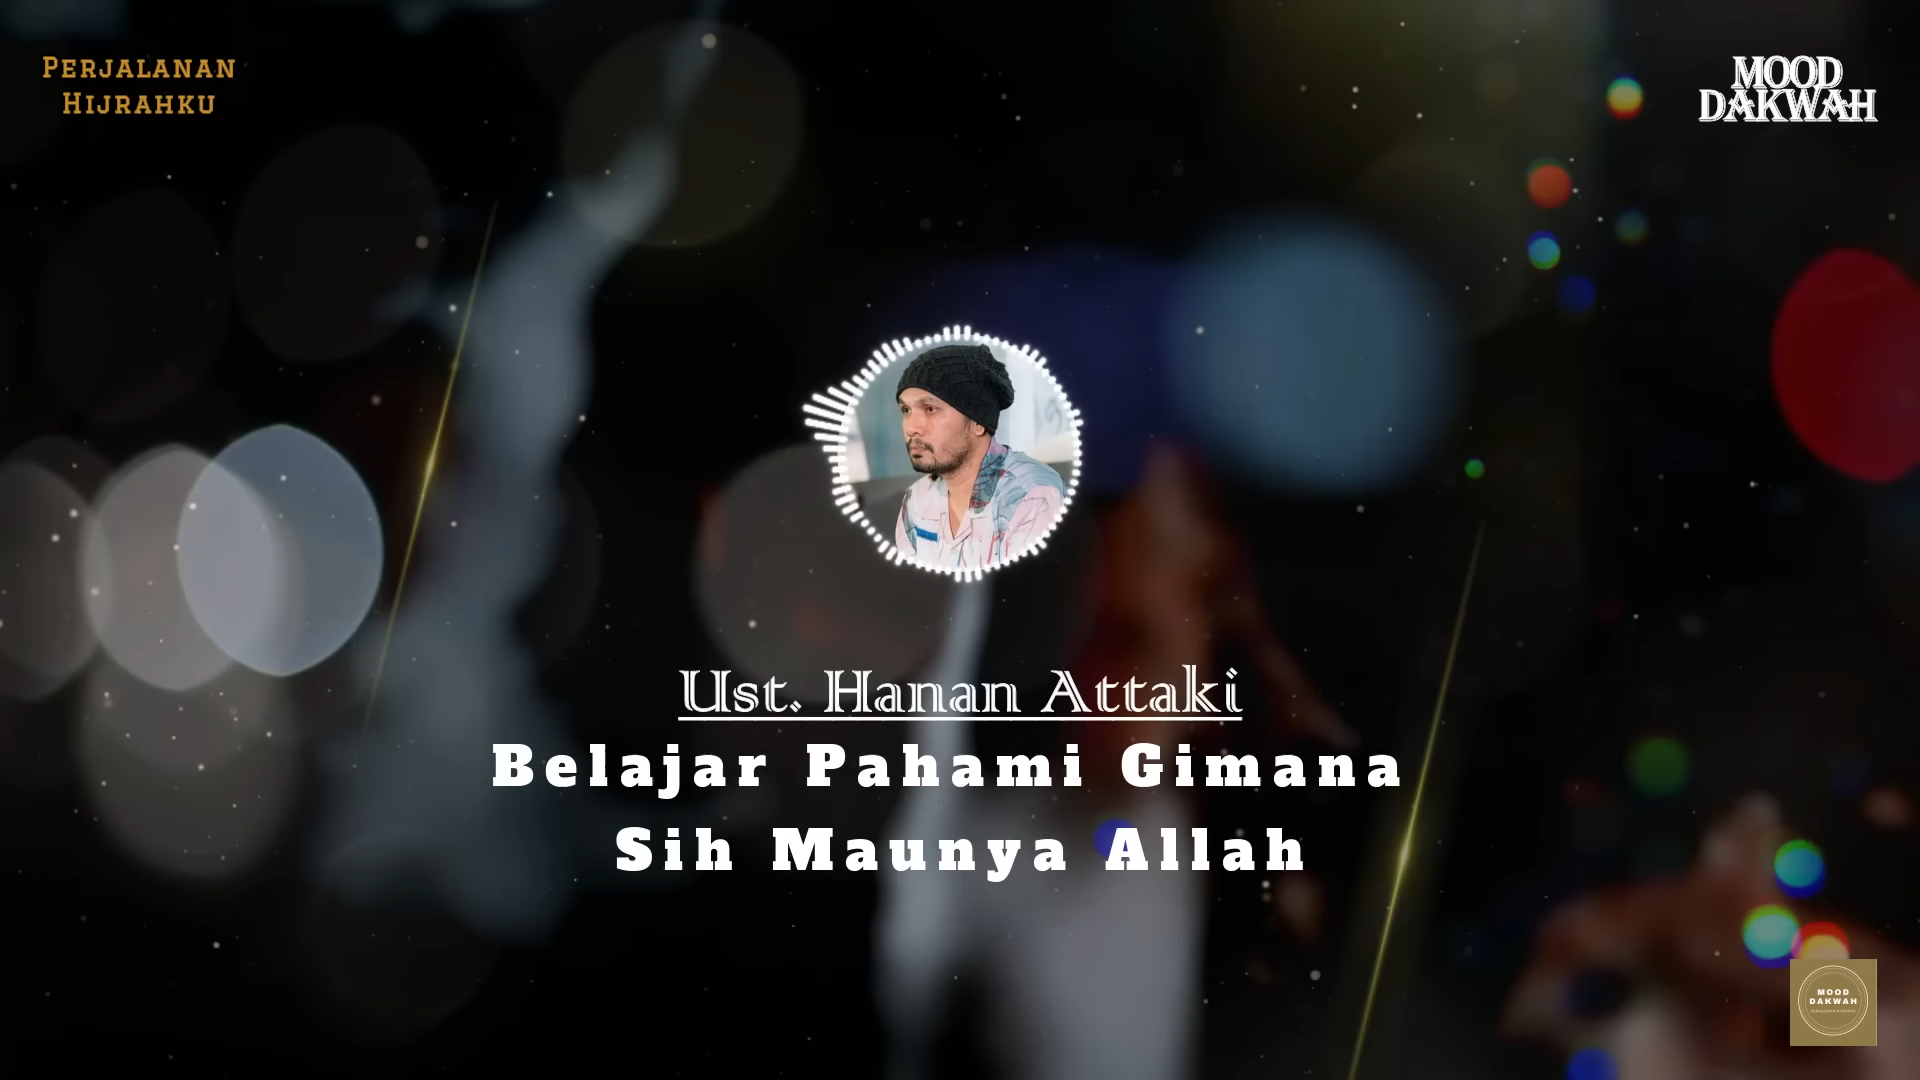 Perjalanan
Hijrahku
MOOD
DAKWAH
Ust. Hanan Attaki
Belajar Pahami Gimana
Sih Maunya Allah
MOOD
DAKWAH